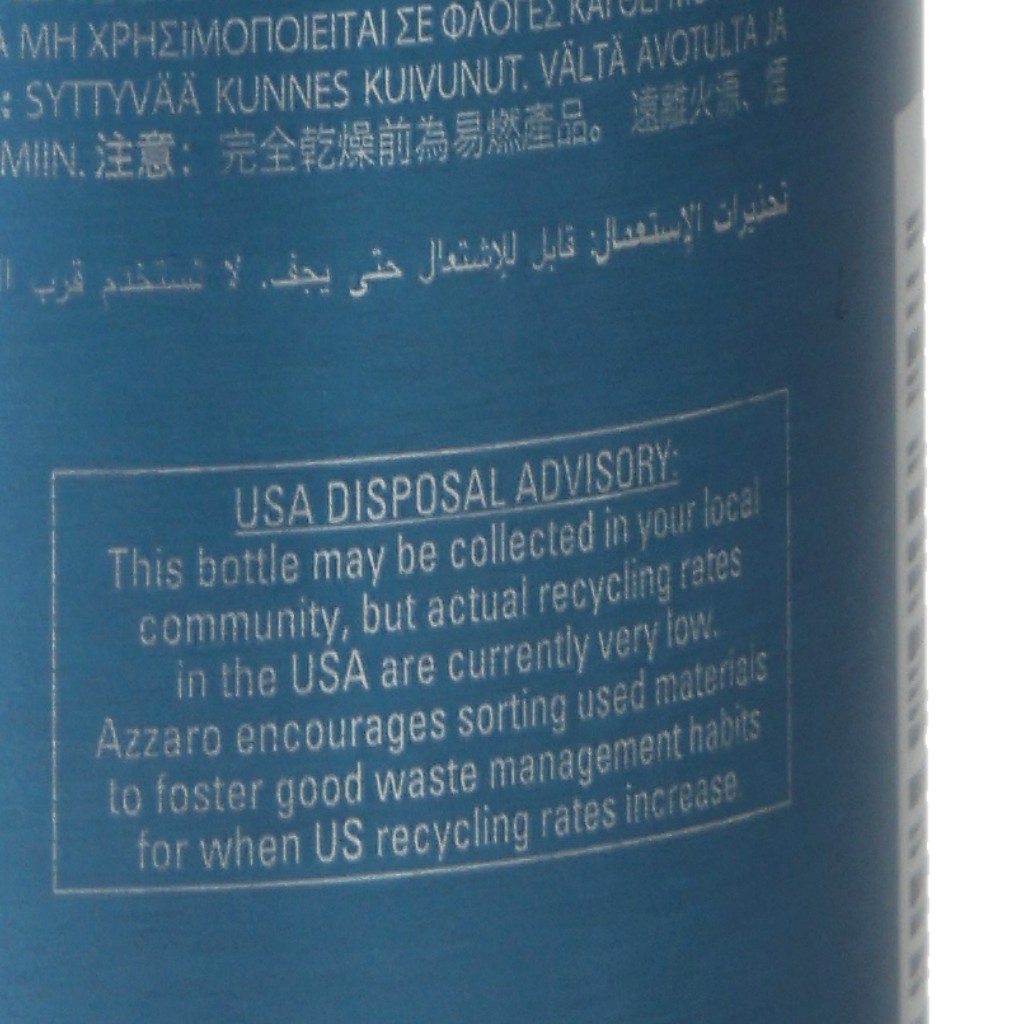 ΜΗ ΧΡΗΣΙΜΟΠΟΙΕΙΤΑΙ ΣΕ ΦΛΟΓΕΣ ΚΑΙ
: SYTTYVÄÄ KUNNES KUIVUNUT. VÄLTÄ AVOTULTA JA
MIIN. 注意： 完全乾燥前為易燃產品。 遠離火源、
تحذيرات الإستعمال: قابل للإشتعال حتى يجف. لا تستخدم قرب
USA DISPOSAL ADVISORY:
This bottle may be collected in your local
community, but actual recycling rates
in the USA are currently very low.
Azzaro encourages sorting used materials
to foster good waste management habits
for when US recycling rates increase.